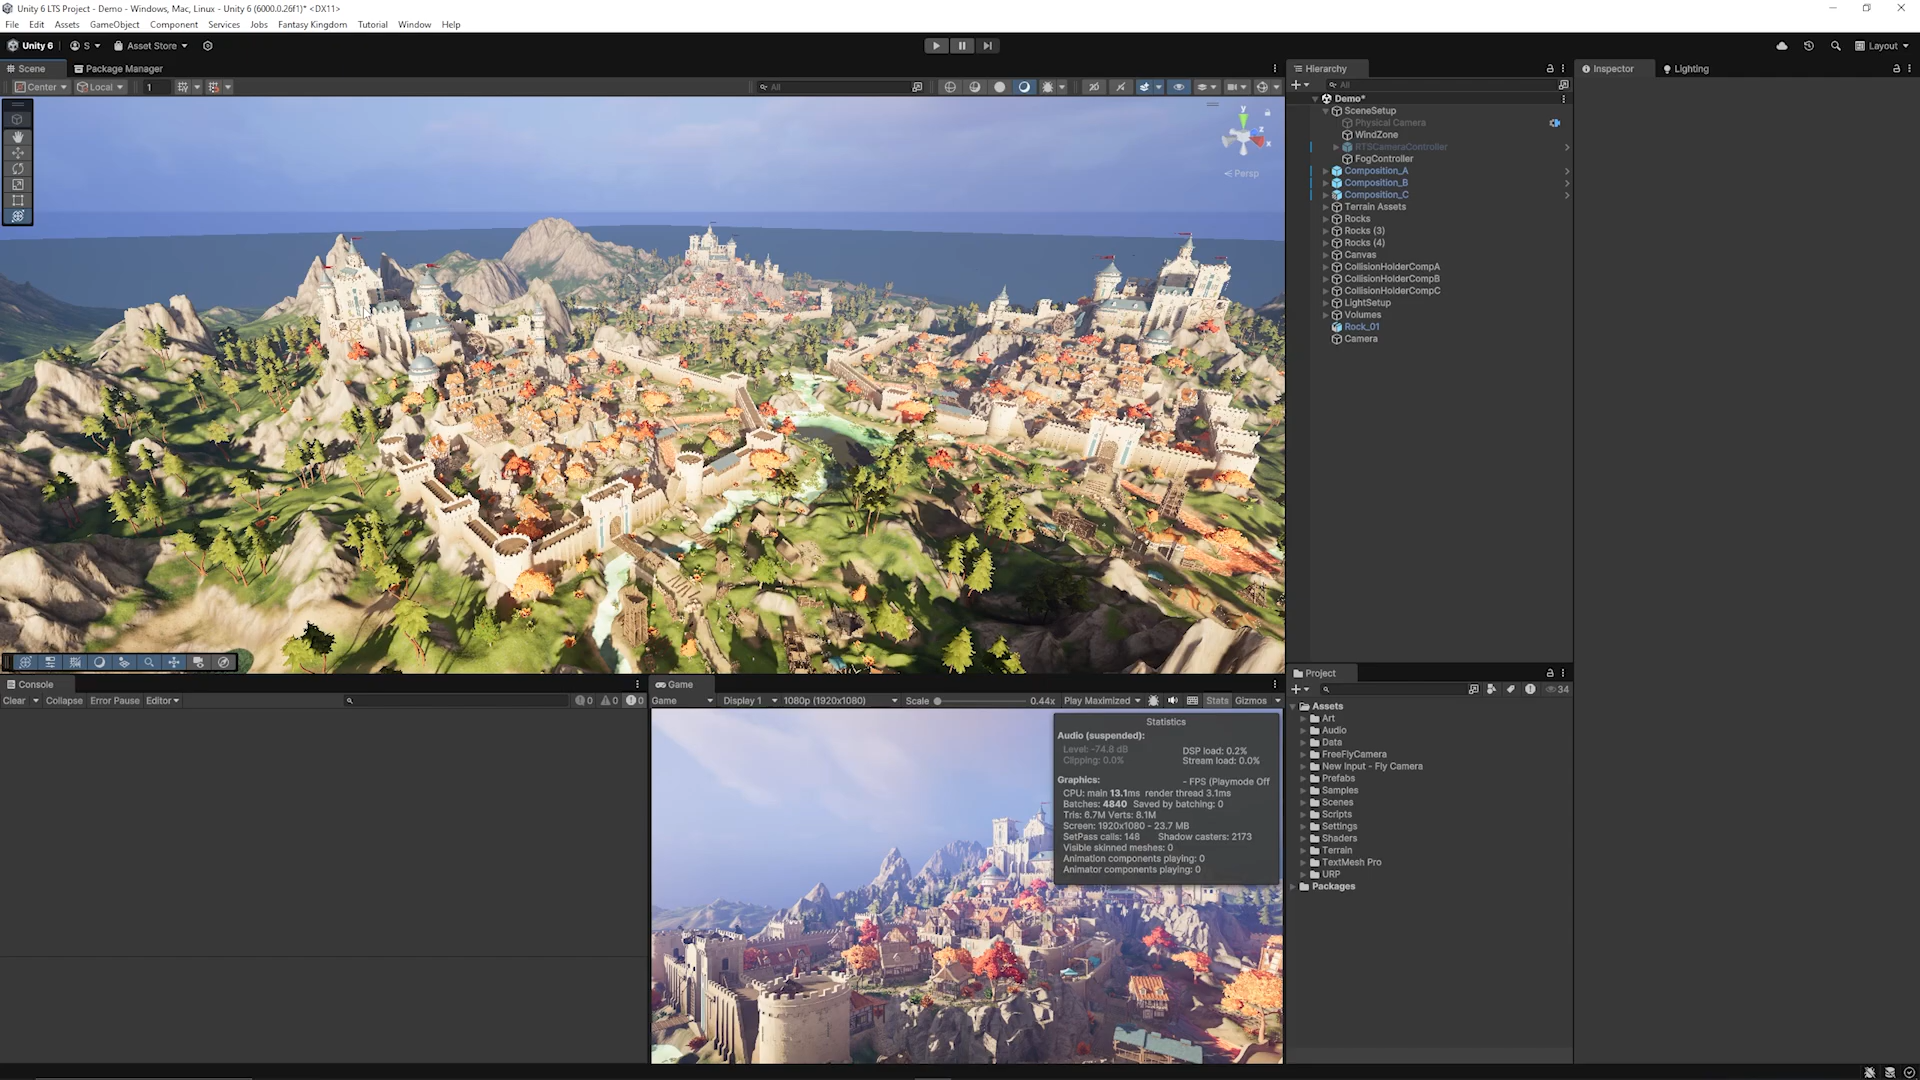 Unity 6 LTS Project - Demo - Windows, Mac, Linux - Unity 6 (6000.0.26f1)* <DX11>
File Edit Assets GameObject Component Services Jobs Fantasy Kingdom Tutorial Window Help
Unity 6 S Asset Store Layout
Scene Package Manager
Center Local 1 All
y
x
z
Persp
Hierarchy
All
Demo*
SceneSetup
Physical Camera
WindZone
RTSCameraController
FogController
Composition_A
Composition_B
Composition_C
Terrain Assets
Rocks
Rocks (3)
Rocks (4)
Canvas
CollisionHolderCompA
CollisionHolderCompB
CollisionHolderCompC
LightSetup
Volumes
Rock_01
Camera
Inspector Lighting
Console
Clear Collapse Error Pause Editor 0 0 0
Game
Game Display 1 1080p (1920x1080) Scale 0.44x Play Maximized Stats Gizmos
Statistics
Audio (suspended):
Level: -74.8 dB DSP load: 0.2%
Clipping: 0.0% Stream load: 0.0%
Graphics: - FPS (Playmode Off
CPU: main 13.1ms render thread 3.1ms
Batches: 4840 Saved by batching: 0
Tris: 6.7M Verts: 8.1M
Screen: 1920x1080 - 23.7 MB
SetPass calls: 148 Shadow casters: 2173
Visible skinned meshes: 0
Animation components playing: 0
Animator components playing: 0
Project
34
Assets
Art
Audio
Data
FreeFlyCamera
New Input - Fly Camera
Prefabs
Samples
Scenes
Scripts
Settings
Shaders
Terrain
TextMesh Pro
URP
Packages